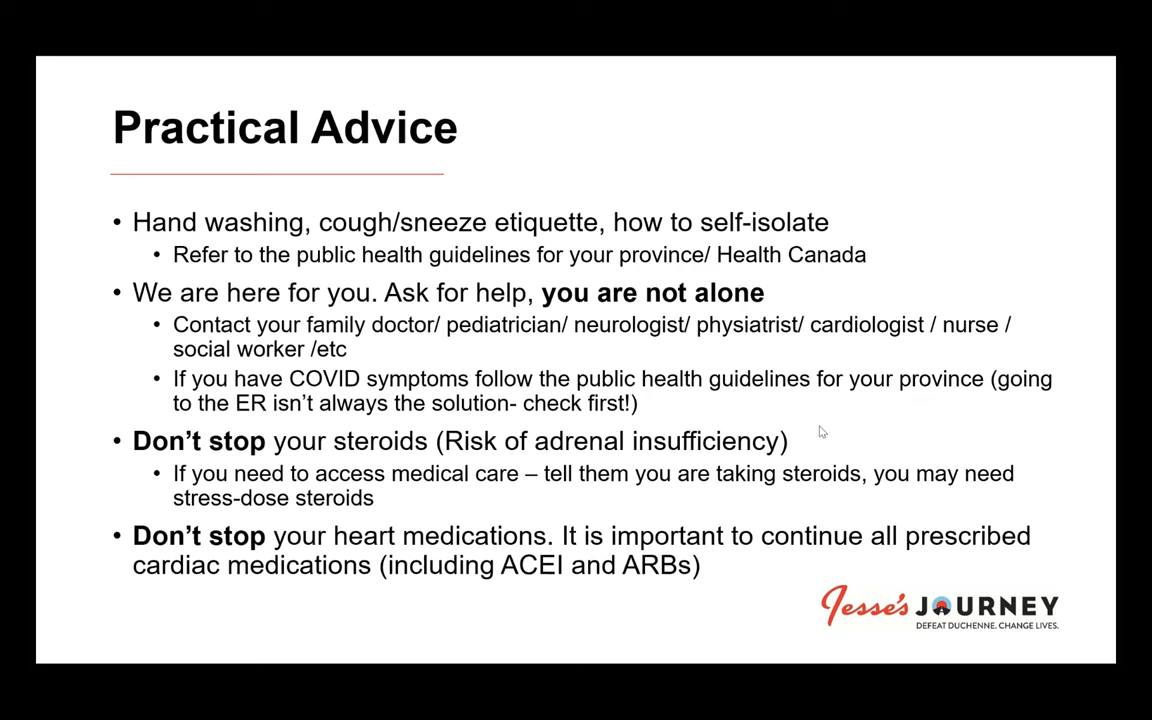 Practical Advice
• Hand washing, cough/sneeze etiquette, how to self-isolate
• Refer to the public health guidelines for your province/ Health Canada
• We are here for you. Ask for help, you are not alone
• Contact your family doctor/ pediatrician/ neurologist/ physiatrist/ cardiologist / nurse /
social worker /etc
• If you have COVID symptoms follow the public health guidelines for your province (going
to the ER isn’t always the solution- check first!)
• Don’t stop your steroids (Risk of adrenal insufficiency)
• If you need to access medical care – tell them you are taking steroids, you may need
stress-dose steroids
• Don’t stop your heart medications. It is important to continue all prescribed
cardiac medications (including ACEI and ARBs)
Jesse’s JOURNEY
DEFEAT DUCHENNE. CHANGE LIVES.